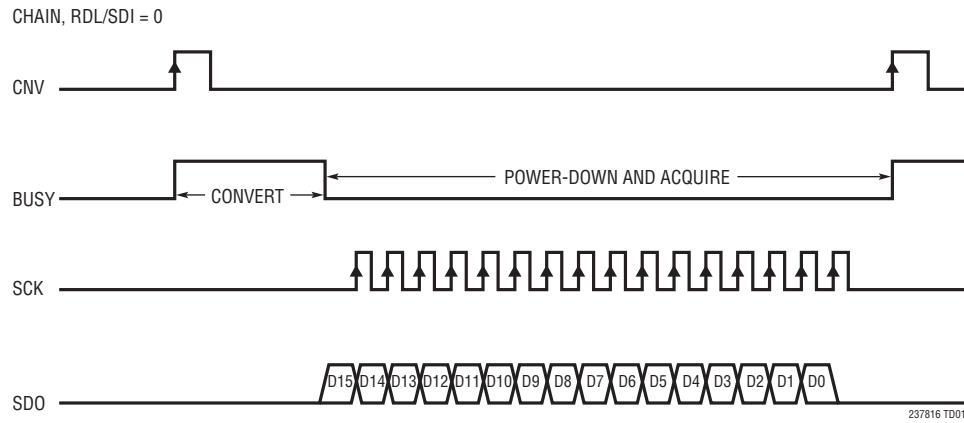 CHAIN, RDL/SDI = 0
CNV
BUSY
CONVERT
POWER-DOWN AND ACQUIRE
SCK
SDO
D15 D14 D13 D12 D11 D10 D9 D8 D7 D6 D5 D4 D3 D2 D1 D0
237816 TD01